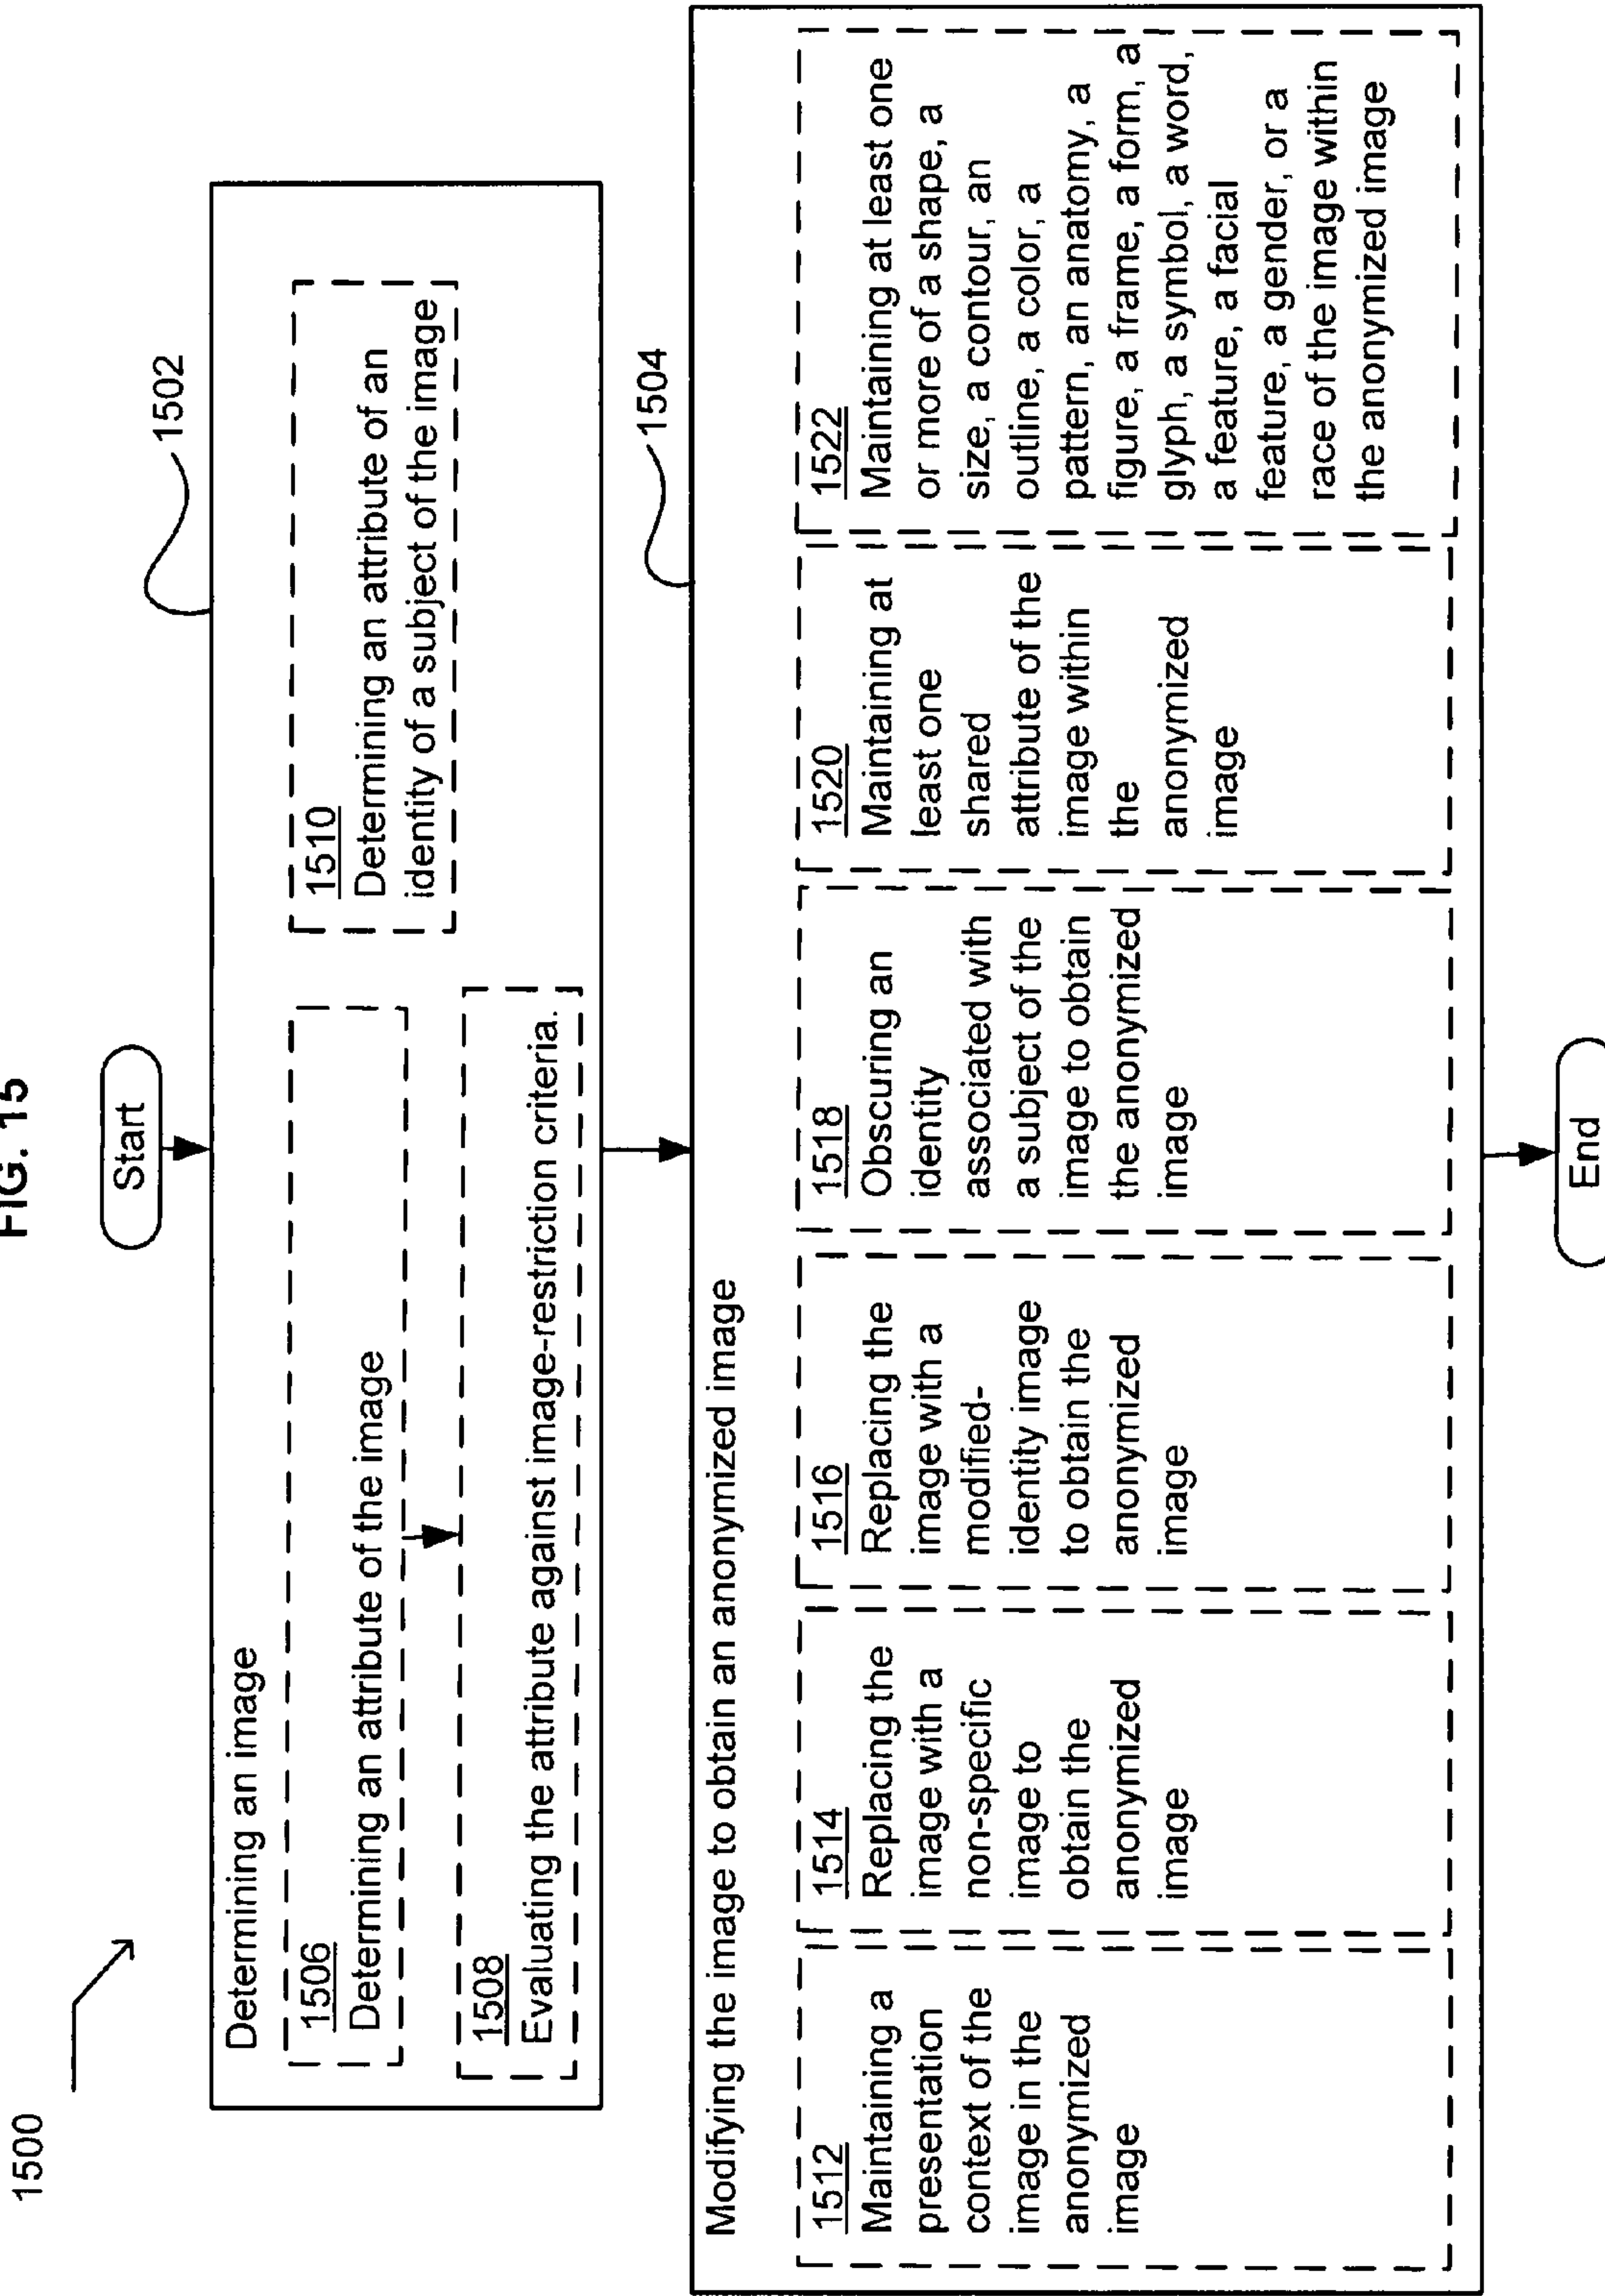 FIG. 15
1500
Start
1502
Determining an image
1506
Determining an attribute of the image
1508
Evaluating the attribute against image-restriction criteria.
1510
Determining an attribute of an
identity of a subject of the image
1504
Modifying the image to obtain an anonymized image
1512
Maintaining a
presentation
context of the
image in the
anonymized
image
1514
Replacing the
image with a
non-specific
image to
obtain the
anonymized
image
1516
Replacing the
image with a
modified-
identity image
to obtain the
anonymized
image
1518
Obscuring an
identity
associated with
a subject of the
image to obtain
the anonymized
image
1520
Maintaining at
least one
shared
attribute of the
image within
the
anonymized
image
1522
Maintaining at least one
or more of a shape, a
size, a contour, an
outline, a color, a
pattern, an anatomy, a
figure, a frame, a form, a
glyph, a symbol, a word,
a feature, a facial
feature, a gender, or a
race of the image within
the anonymized image
End